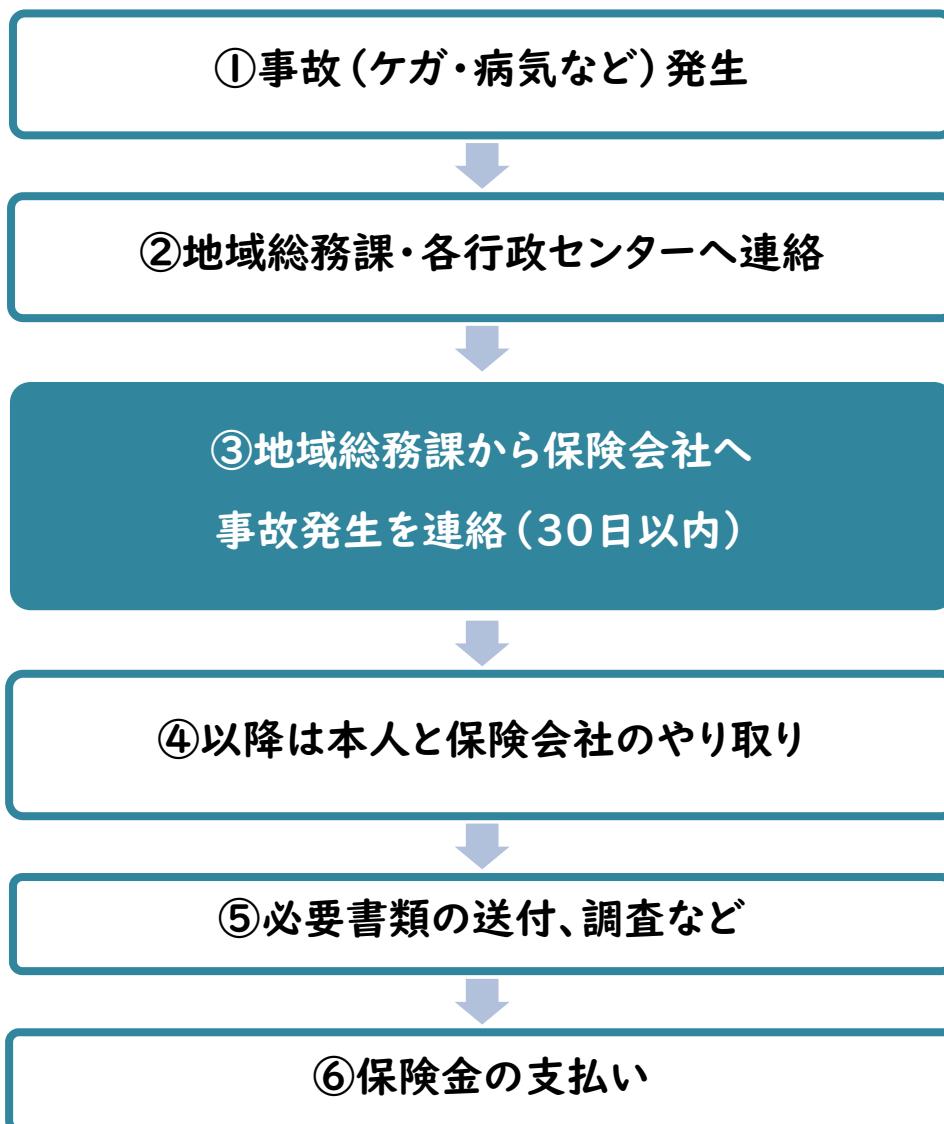 ①事故(ケガ・病気など)発生
②地域総務課・各行政センターへ連絡
③地域総務課から保険会社へ
事故発生を連絡(30日以内)
④以降は本人と保険会社のやり取り
⑤必要書類の送付、調査など
⑥保険金の支払い